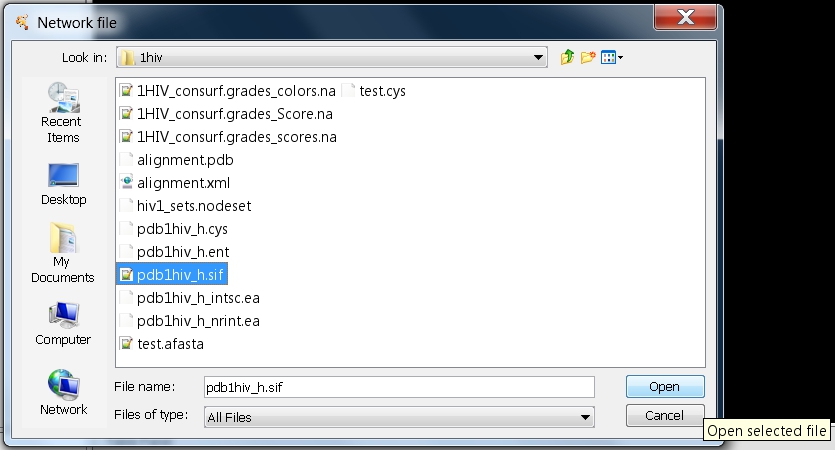 Network file
Look in: 1hiv
Recent Items
Desktop
My Documents
Computer
Network
1HIV_consurf.grades_colors.na test.cys
1HIV_consurf.grades_Score.na
1HIV_consurf.grades_scores.na
alignment.pdb
alignment.xml
hiv1_sets.nodeset
pdb1hiv_h.cys
pdb1hiv_h.ent
pdb1hiv_h.sif
pdb1hiv_h_intsc.ea
pdb1hiv_h_nrint.ea
test.afasta
File name: pdb1hiv_h.sif Open
Files of type: All Files Cancel
Open selected file